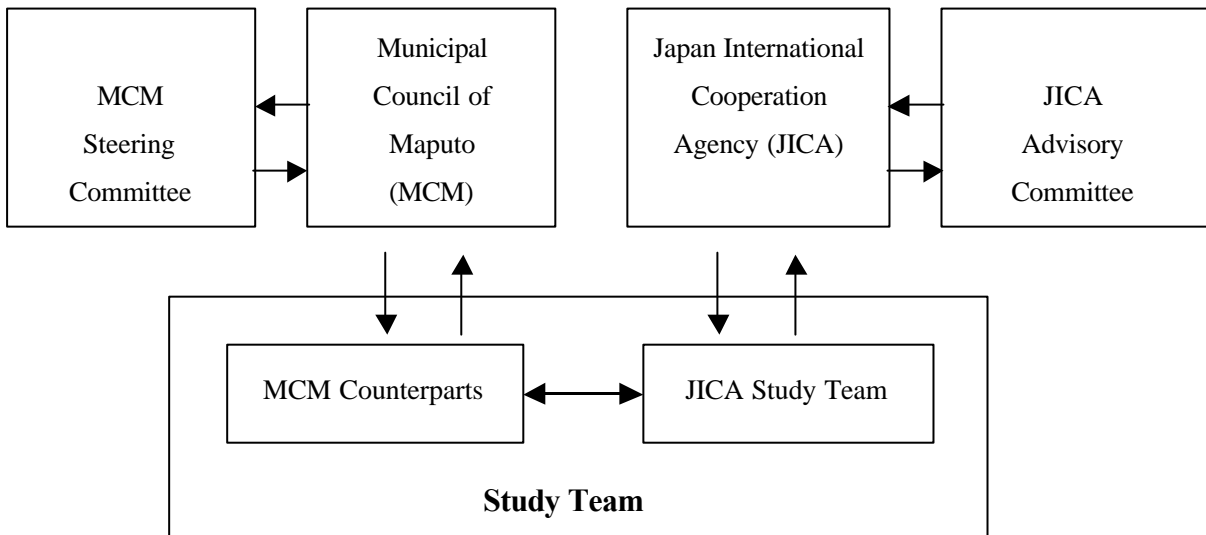 MCM
Steering
Committee
Municipal
Council of
Maputo
(MCM)
Japan International
Cooperation
Agency (JICA)
JICA
Advisory
Committee
MCM Counterparts
JICA Study Team
Study Team